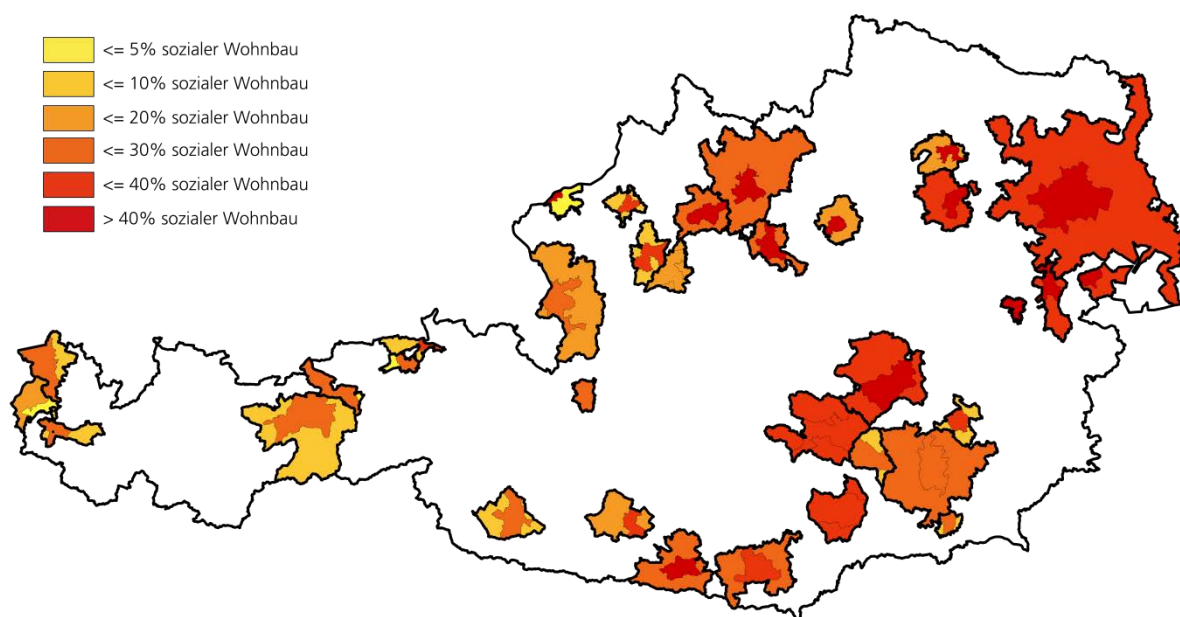 <= 5% sozialer Wohnbau
<= 10% sozialer Wohnbau
<= 20% sozialer Wohnbau
<= 30% sozialer Wohnbau
<= 40% sozialer Wohnbau
> 40% sozialer Wohnbau